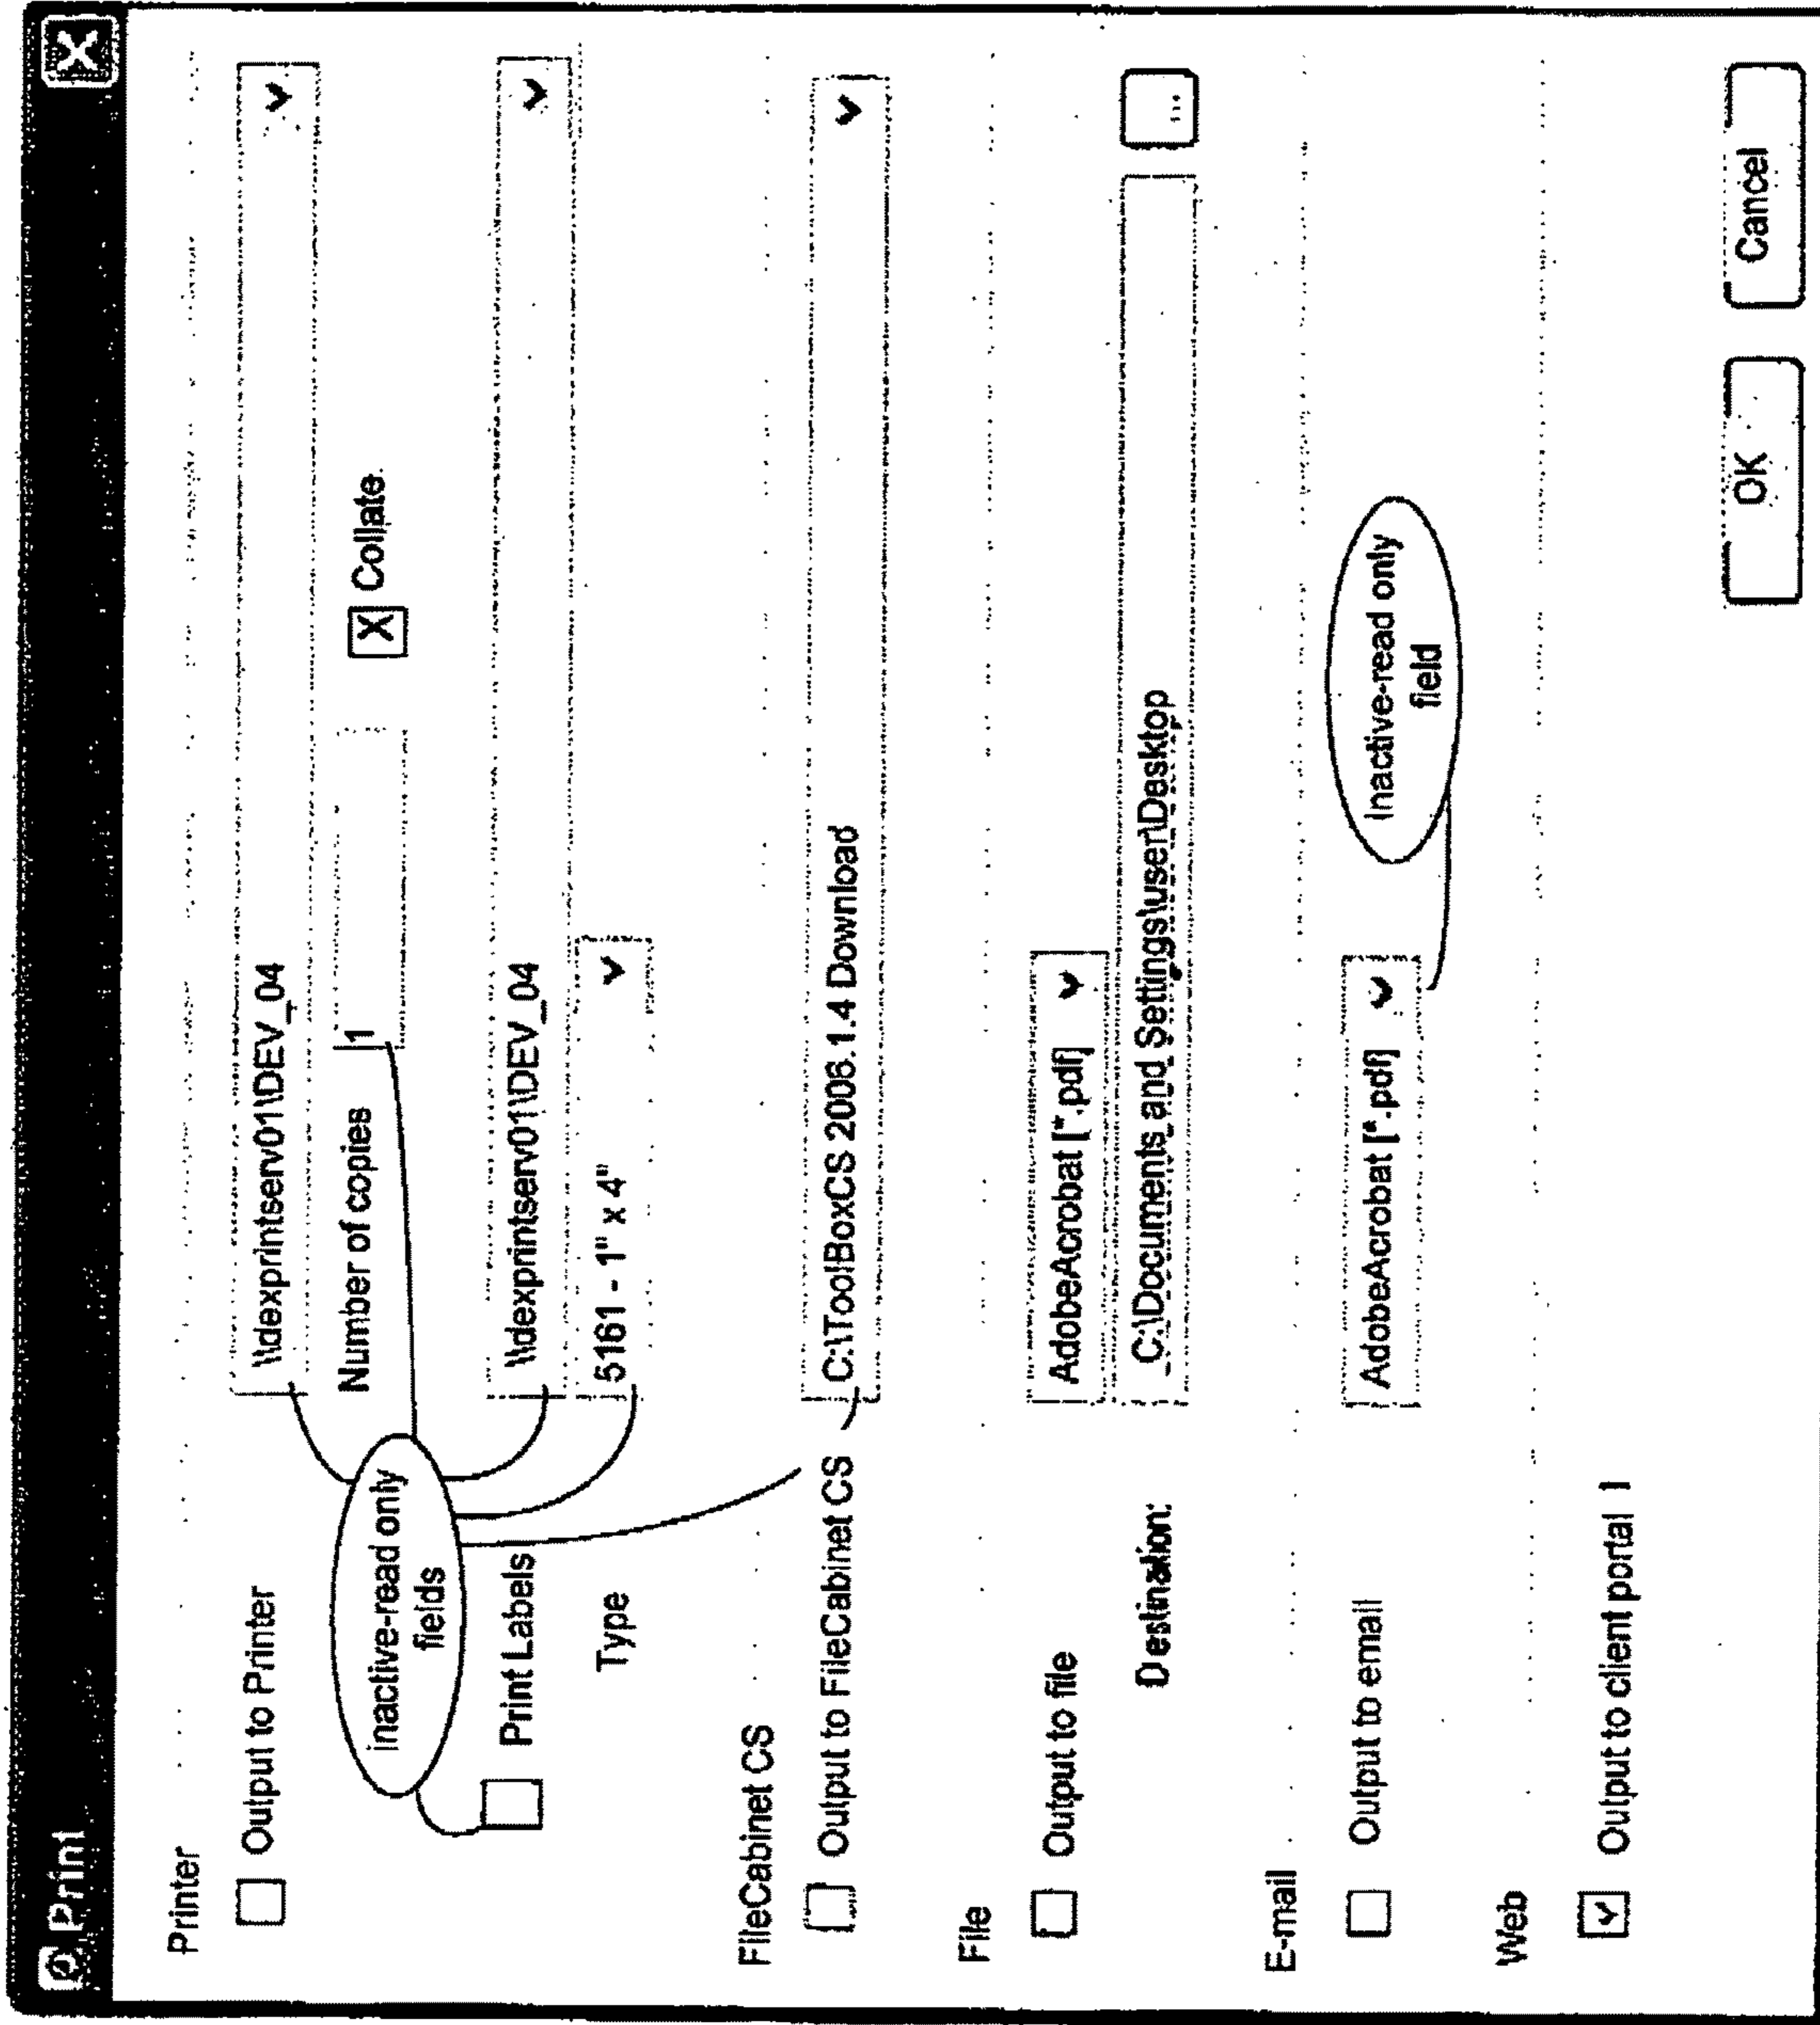 Print
X
Printer
Output to Printer
\\dexprintserv01\DEV_04
Number of copies
1
X Collate
inactive-read only
fields
Print Labels
\\dexprintserv01\DEV_04
Type
5161 - 1" x 4"
FileCabinet CS
Output to FileCabinet CS
C:\ToolBoxCS 2006.1.4 Download
File
Output to file
AdobeAcrobat [*.pdf]
Destination:
C:\Documents and Settings\user\Desktop
...
E-mail
Output to email
AdobeAcrobat [*.pdf]
inactive-read only
field
Web
Output to client portal ]
OK
Cancel